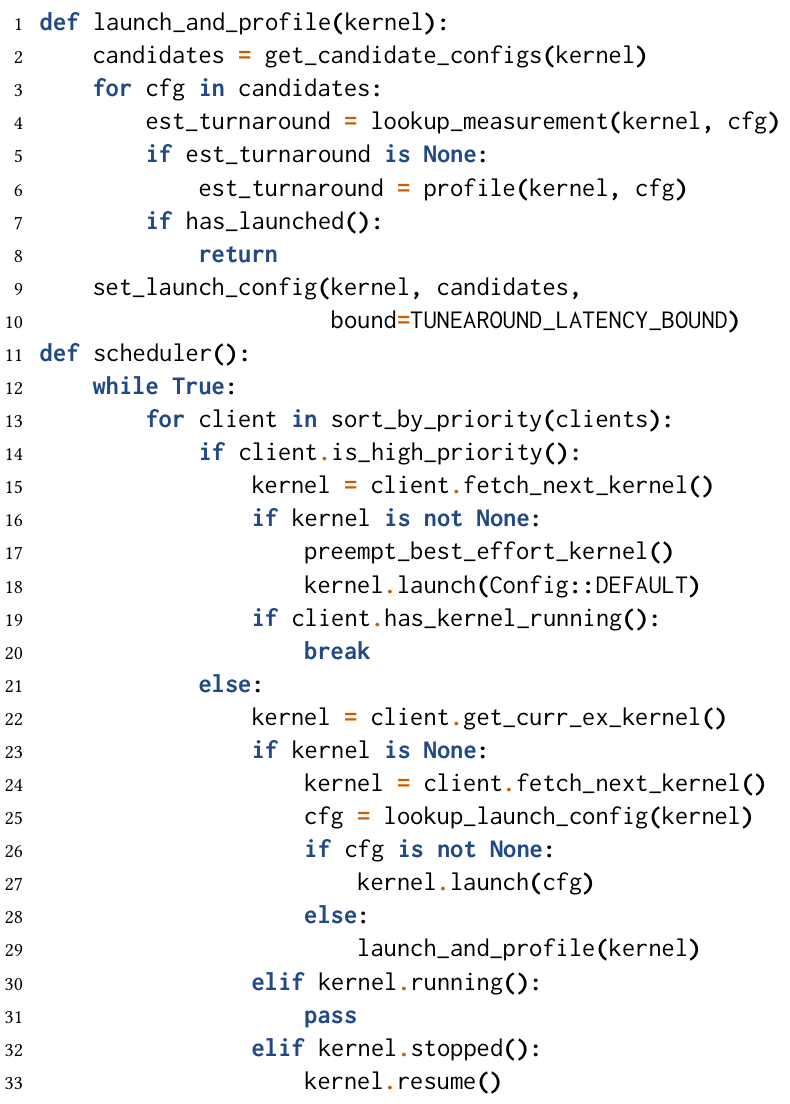 1 def launch_and_profile(kernel):
2     candidates = get_candidate_configs(kernel)
3     for cfg in candidates:
4         est_turnaround = lookup_measurement(kernel, cfg)
5         if est_turnaround is None:
6             est_turnaround = profile(kernel, cfg)
7         if has_launched():
8             return
9     set_launch_config(kernel, candidates,
10                       bound=TUNEAROUND_LATENCY_BOUND)
11 def scheduler():
12     while True:
13         for client in sort_by_priority(clients):
14             if client.is_high_priority():
15                 kernel = client.fetch_next_kernel()
16                 if kernel is not None:
17                     preempt_best_effort_kernel()
18                     kernel.launch(Config::DEFAULT)
19                 if client.has_kernel_running():
20                     break
21             else:
22                 kernel = client.get_curr_ex_kernel()
23                 if kernel is None:
24                     kernel = client.fetch_next_kernel()
25                     cfg = lookup_launch_config(kernel)
26                     if cfg is not None:
27                         kernel.launch(cfg)
28                     else:
29                         launch_and_profile(kernel)
30                 elif kernel.running():
31                     pass
32                 elif kernel.stopped():
33                     kernel.resume()